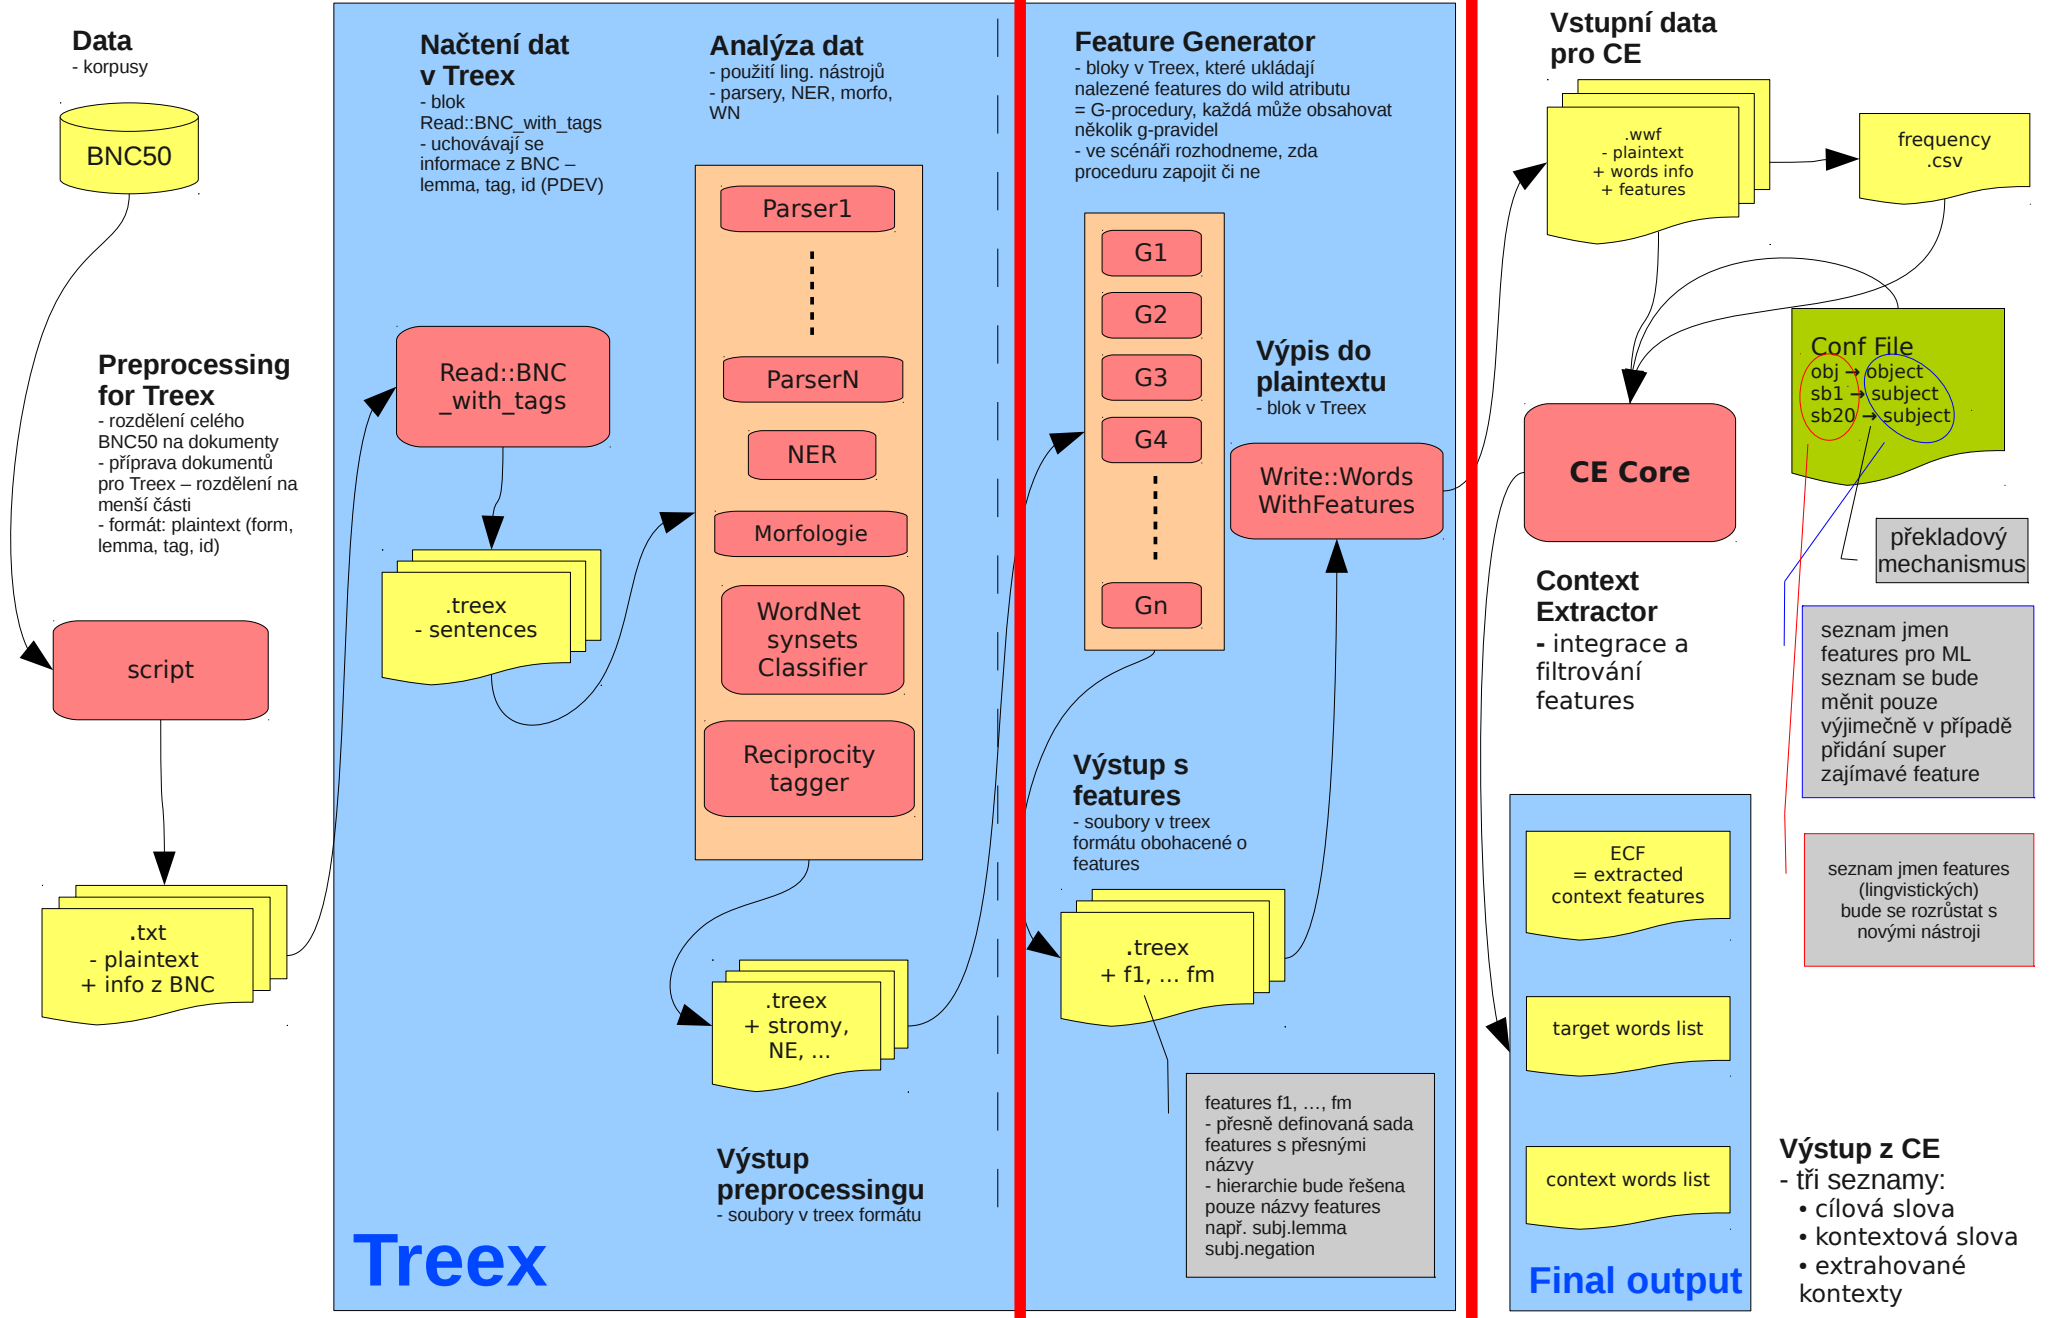 Data
- korpusy
BNC50
Preprocessing
for Treex
- rozdělení celého
BNC50 na dokumenty
- příprava dokumentů
pro Treex – rozdělení na
menší části
- formát: plaintext (form,
lemma, tag, id)
script
.txt
- plaintext
+ info z BNC
Načtení dat
v Treex
- blok
Read::BNC_with_tags
- uchovávají se
informace z BNC –
lemma, tag, id (PDEV)
Read::BNC
_with_tags
.treex
- sentences
Analýza dat
- použití ling. nástrojů
- parsery, NER, morfo,
WN
Parser1
ParserN
NER
Morfologie
WordNet
synsets
Classifier
Reciprocity
tagger
.treex
+ stromy,
NE, ...
Výstup
preprocessingu
- soubory v treex formátu
Treex
Feature Generator
- bloky v Treex, které ukládají
nalezené features do wild atributu
= G-procedury, každá může obsahovat
několik g-pravidel
- ve scénáři rozhodneme, zda
proceduru zapojit či ne
G1
G2
G3
G4
Gn
Výpis do
plaintextu
- blok v Treex
Write::Words
WithFeatures
Výstup s
features
- soubory v treex
formátu obohacené o
features
.treex
+ f1, ... fm
features f1, …, fm
- přesně definovaná sada
features s přesnými
názvy
- hierarchie bude řešena
pouze názvy features
např. subj.lemma
subj.negation
Vstupní data
pro CE
.wwf
- plaintext
+ words info
+ features
frequency
.csv
Conf File
obj → object
sb1 → subject
sb20 → subject
CE Core
překladový
mechanismus
Context
Extractor
- integrace a
filtrování
features
seznam jmen
features pro ML
seznam se bude
měnit pouze
výjimečně v případě
přidání super
zajímavé feature
seznam jmen features
(lingvistických)
bude se rozrůstat s
novými nástroji
ECF
= extracted
context features
target words list
context words list
Final output
Výstup z CE
- tři seznamy:
• cílová slova
• kontextová slova
• extrahované
kontexty